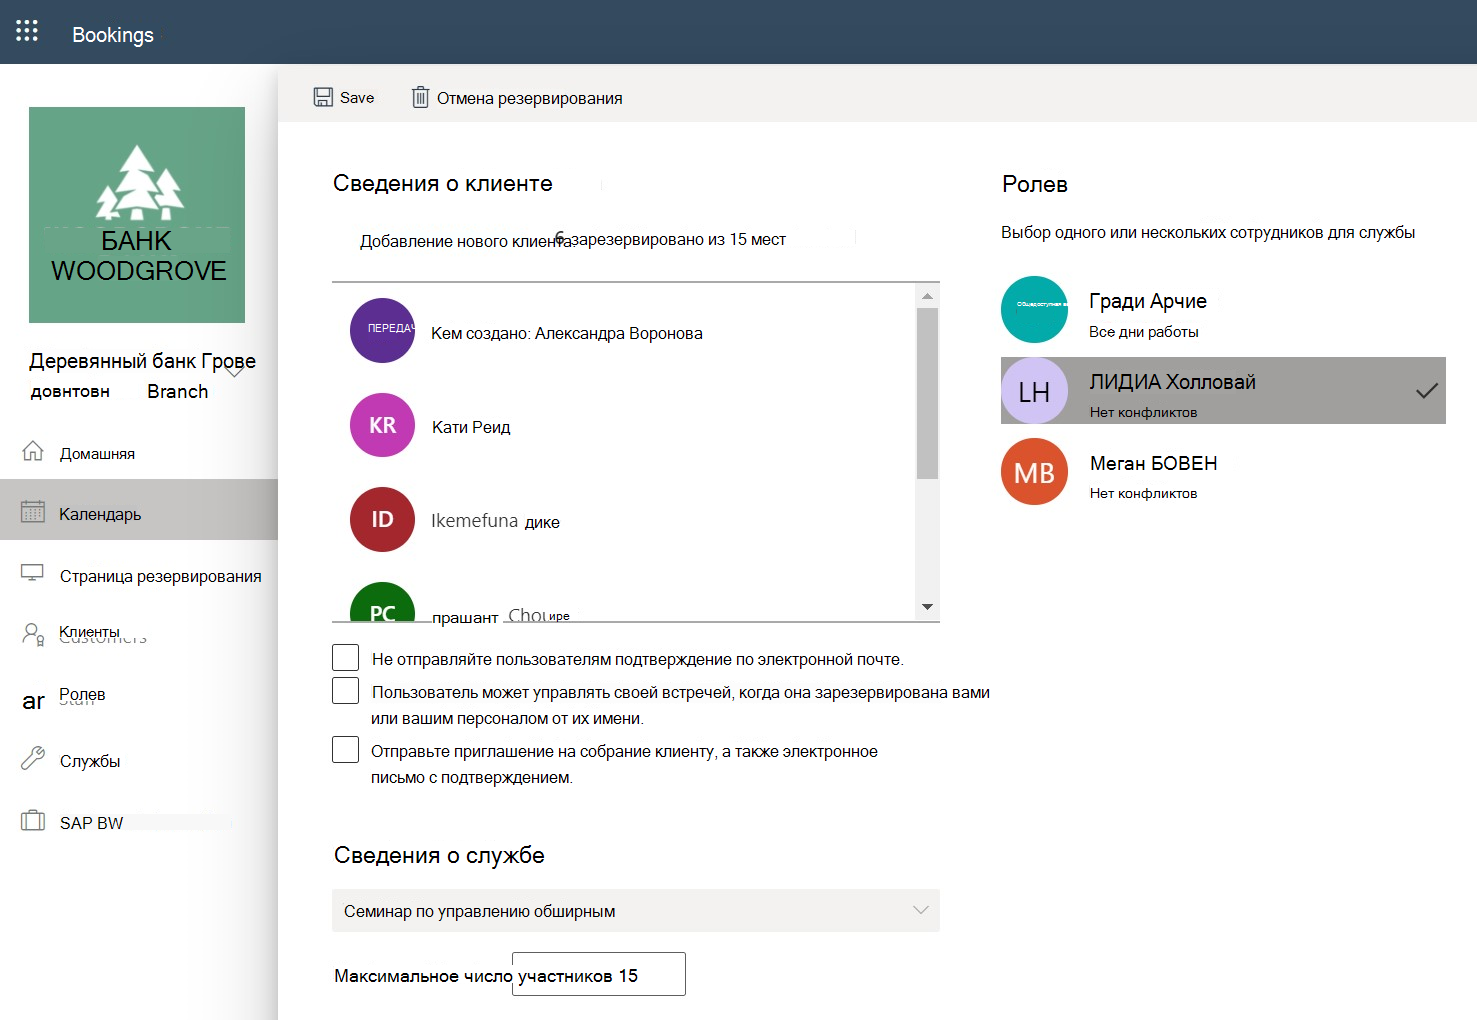 Bookings
Save
Отмена резервирования
БАНК
WOODGROVE
Деревянный банк Грове
довнтовн Branch
Домашняя
Календарь
Страница резервирования
Клиенты
Customers
ar Ролев
Staff
Службы
SAP BW
Сведения о клиенте
Добавление нового клиента.
6 зарезервировано из 15 мест
ПЕРЕДАЧ
Кем создано: Александра Воронова
KR
Кати Реид
ID
Ikemefuna дике
PC
прашант Chou ире
Не отправляйте пользователям подтверждение по электронной почте.
Пользователь может управлять своей встречей, когда она зарезервирована вами
или вашим персоналом от их имени.
Отправьте приглашение на собрание клиенту, а также электронное
письмо с подтверждением.
Сведения о службе
Семинар по управлению обширным
Максимальное число участников 15
Ролев
Выбор одного или нескольких сотрудников для службы
Общедоступная
Гради Арчие
Все дни работы
LH
ЛИДИА Холловай
Нет конфликтов
MB
Меган БОВЕН
Нет конфликтов